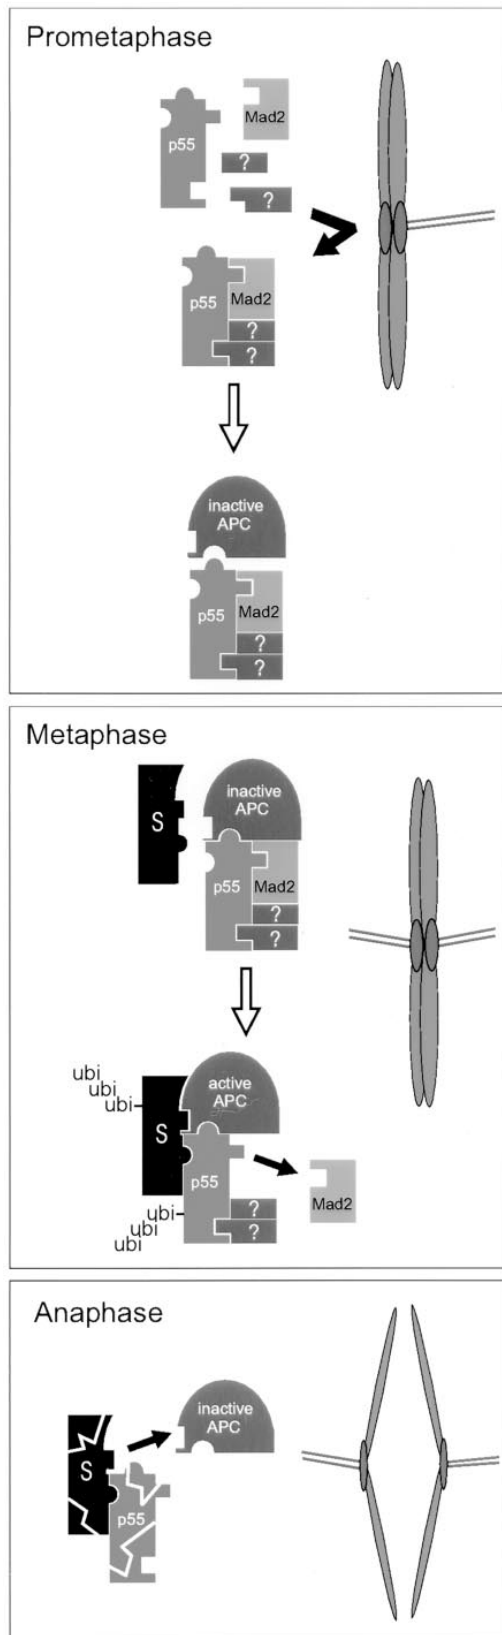 Prometaphase
Mad2
p55
?
?
p55
Mad2
?
?
inactive
APC
p55
Mad2
?
?
Metaphase
S
inactive
APC
p55
Mad2
?
?
ubi
ubi
ubi
active
APC
S
p55
Mad2
ubi
ubi
ubi
?
?
Anaphase
inactive
APC
S
p55